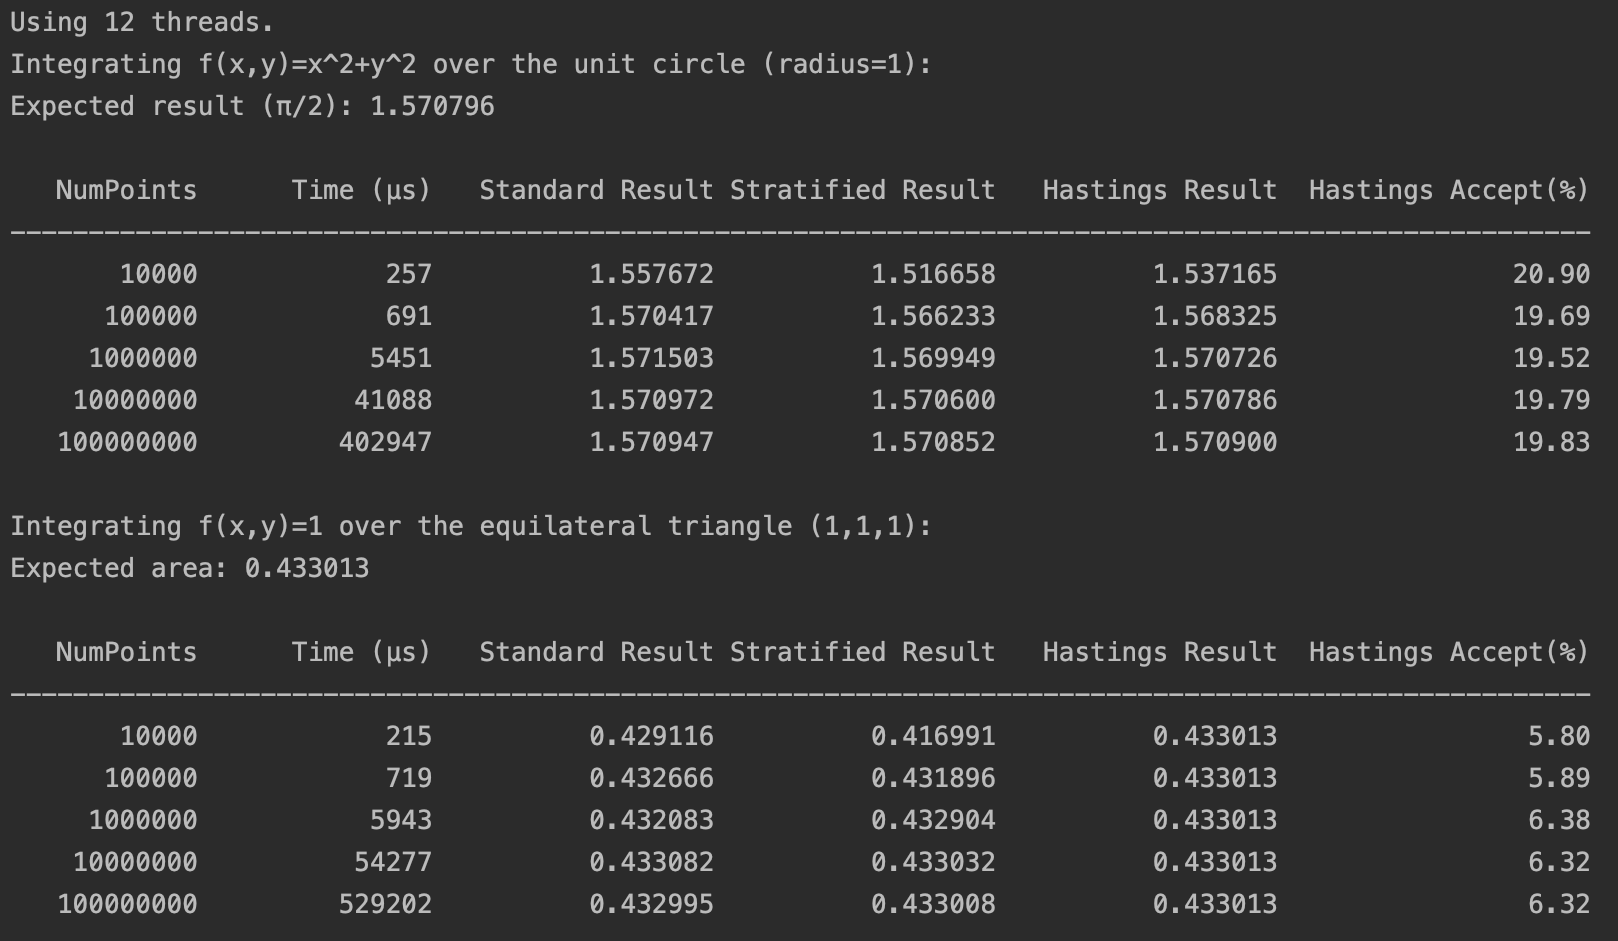 Using 12 threads.
Integrating f(x,y)=x^2+y^2 over the unit circle (radius=1):
Expected result (π/2): 1.570796
NumPoints Time (μs) Standard Result Stratified Result Hastings Result Hastings Accept(%)
10000 257 1.557672 1.516658 1.537165 20.90
100000 691 1.570417 1.566233 1.568325 19.69
1000000 5451 1.571503 1.569949 1.570726 19.52
10000000 41088 1.570972 1.570600 1.570786 19.79
100000000 402947 1.570947 1.570852 1.570900 19.83
Integrating f(x,y)=1 over the equilateral triangle (1,1,1):
Expected area: 0.433013
NumPoints Time (μs) Standard Result Stratified Result Hastings Result Hastings Accept(%)
10000 215 0.429116 0.416991 0.433013 5.80
100000 719 0.432666 0.431896 0.433013 5.89
1000000 5943 0.432083 0.432904 0.433013 6.38
10000000 54277 0.433082 0.433032 0.433013 6.32
100000000 529202 0.432995 0.433008 0.433013 6.32